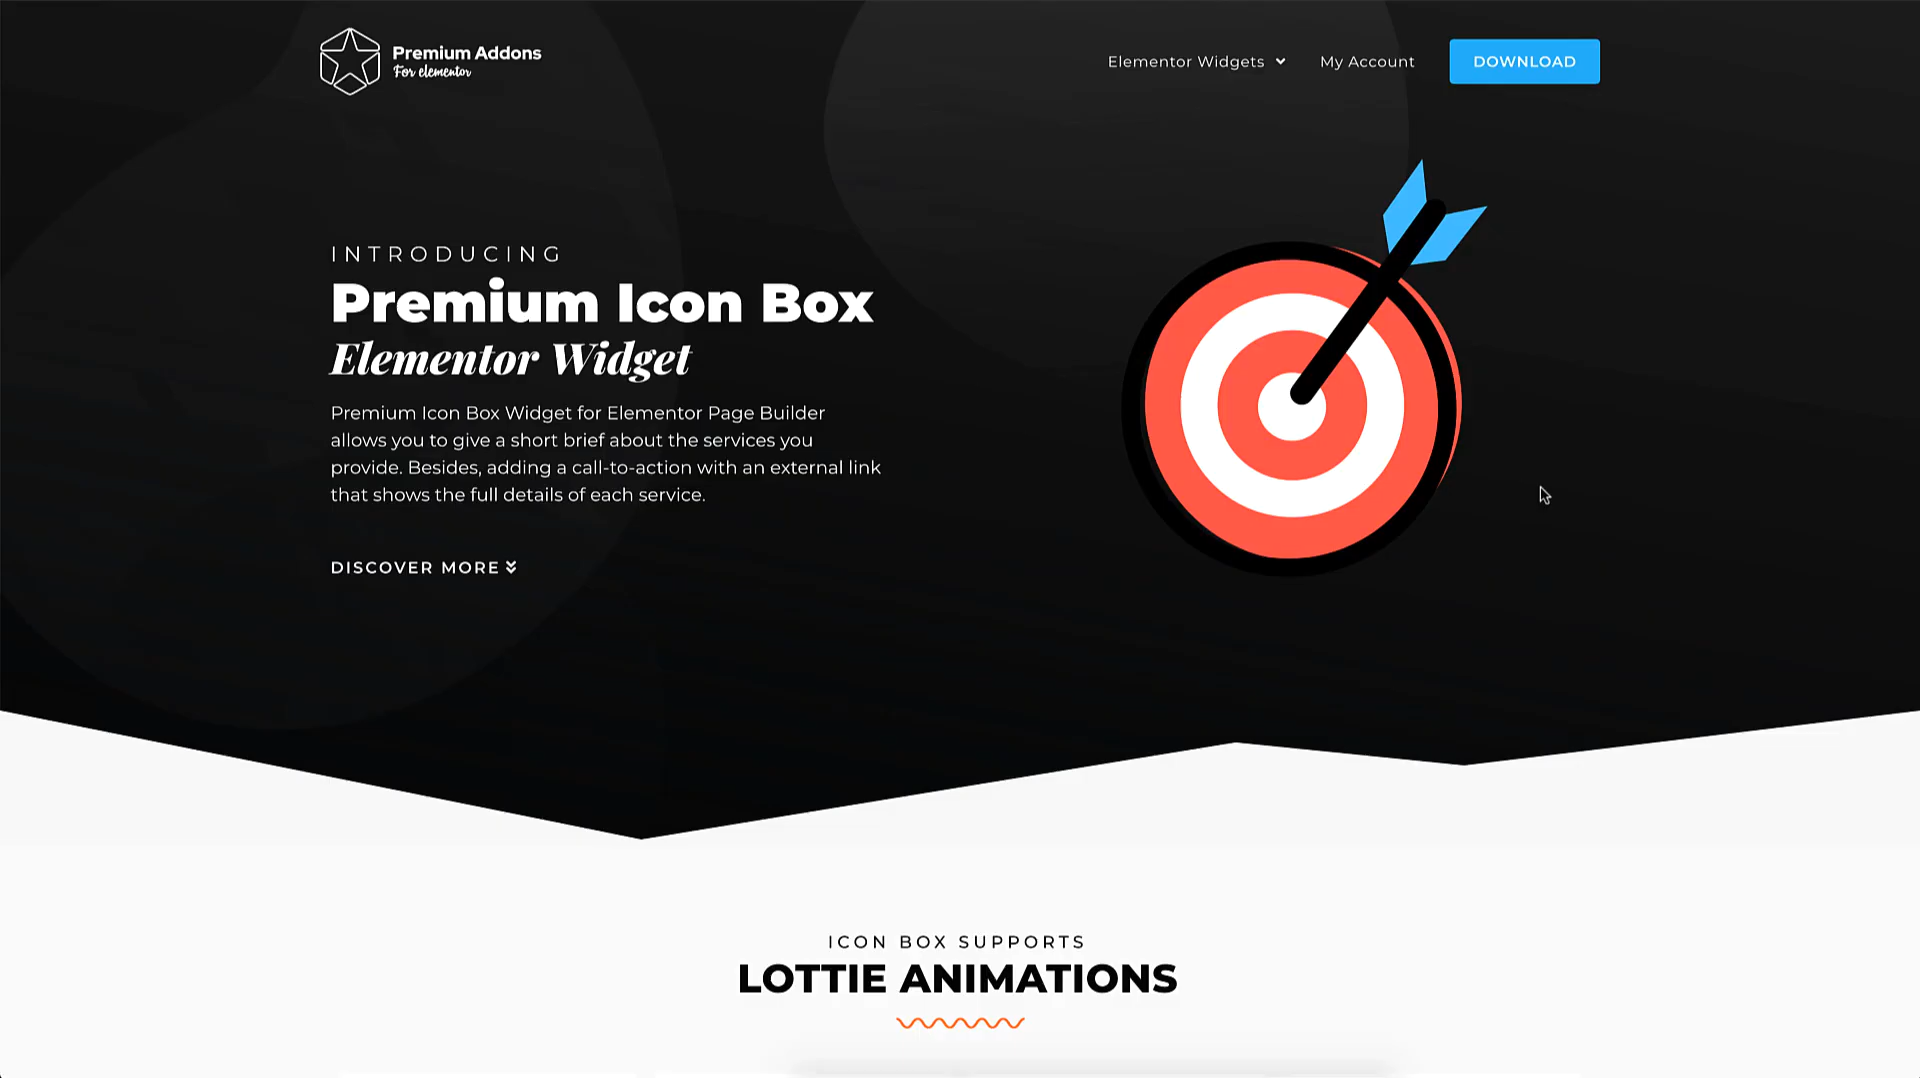 Premium Addons
For elementor
Elementor Widgets
My Account
DOWNLOAD
INTRODUCING
Premium Icon Box
Elementor Widget
Premium Icon Box Widget for Elementor Page Builder
allows you to give a short brief about the services you
provide. Besides, adding a call-to-action with an external link
that shows the full details of each service.
DISCOVER MORE
ICON BOX SUPPORTS
LOTTIE ANIMATIONS